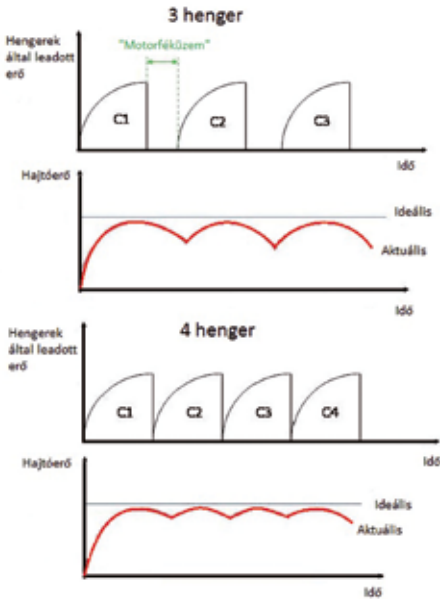 3 henger
Hengerek
által leadott
erő
"Motorféküzem"
C1
C2
C3
Idő
Hajtóerő
Ideális
Aktuális
Idő
4 henger
Hengerek
által leadott
erő
C1
C2
C3
C4
Idő
Hajtóerő
Ideális
Aktuális
Idő